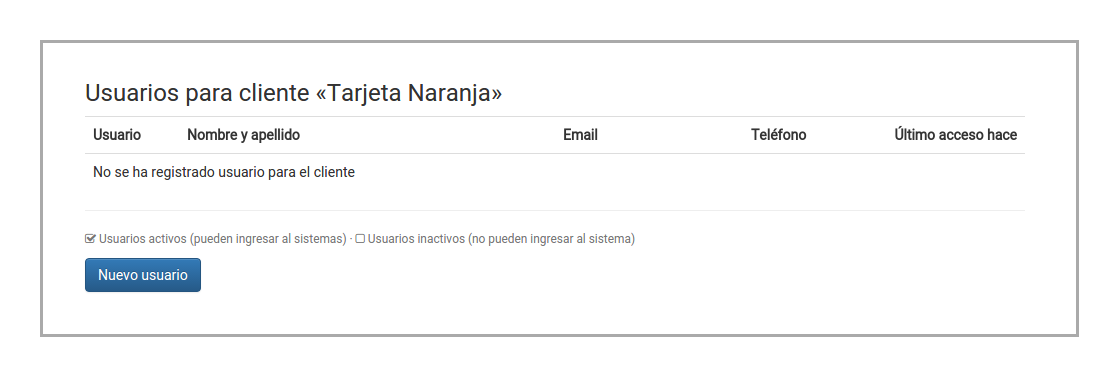 Usuarios para cliente «Tarjeta Naranja»
Usuario Nombre y apellido Email Teléfono Último acceso hace
No se ha registrado usuario para el cliente
Usuarios activos (pueden ingresar al sistemas) · Usuarios inactivos (no pueden ingresar al sistema)
Nuevo usuario